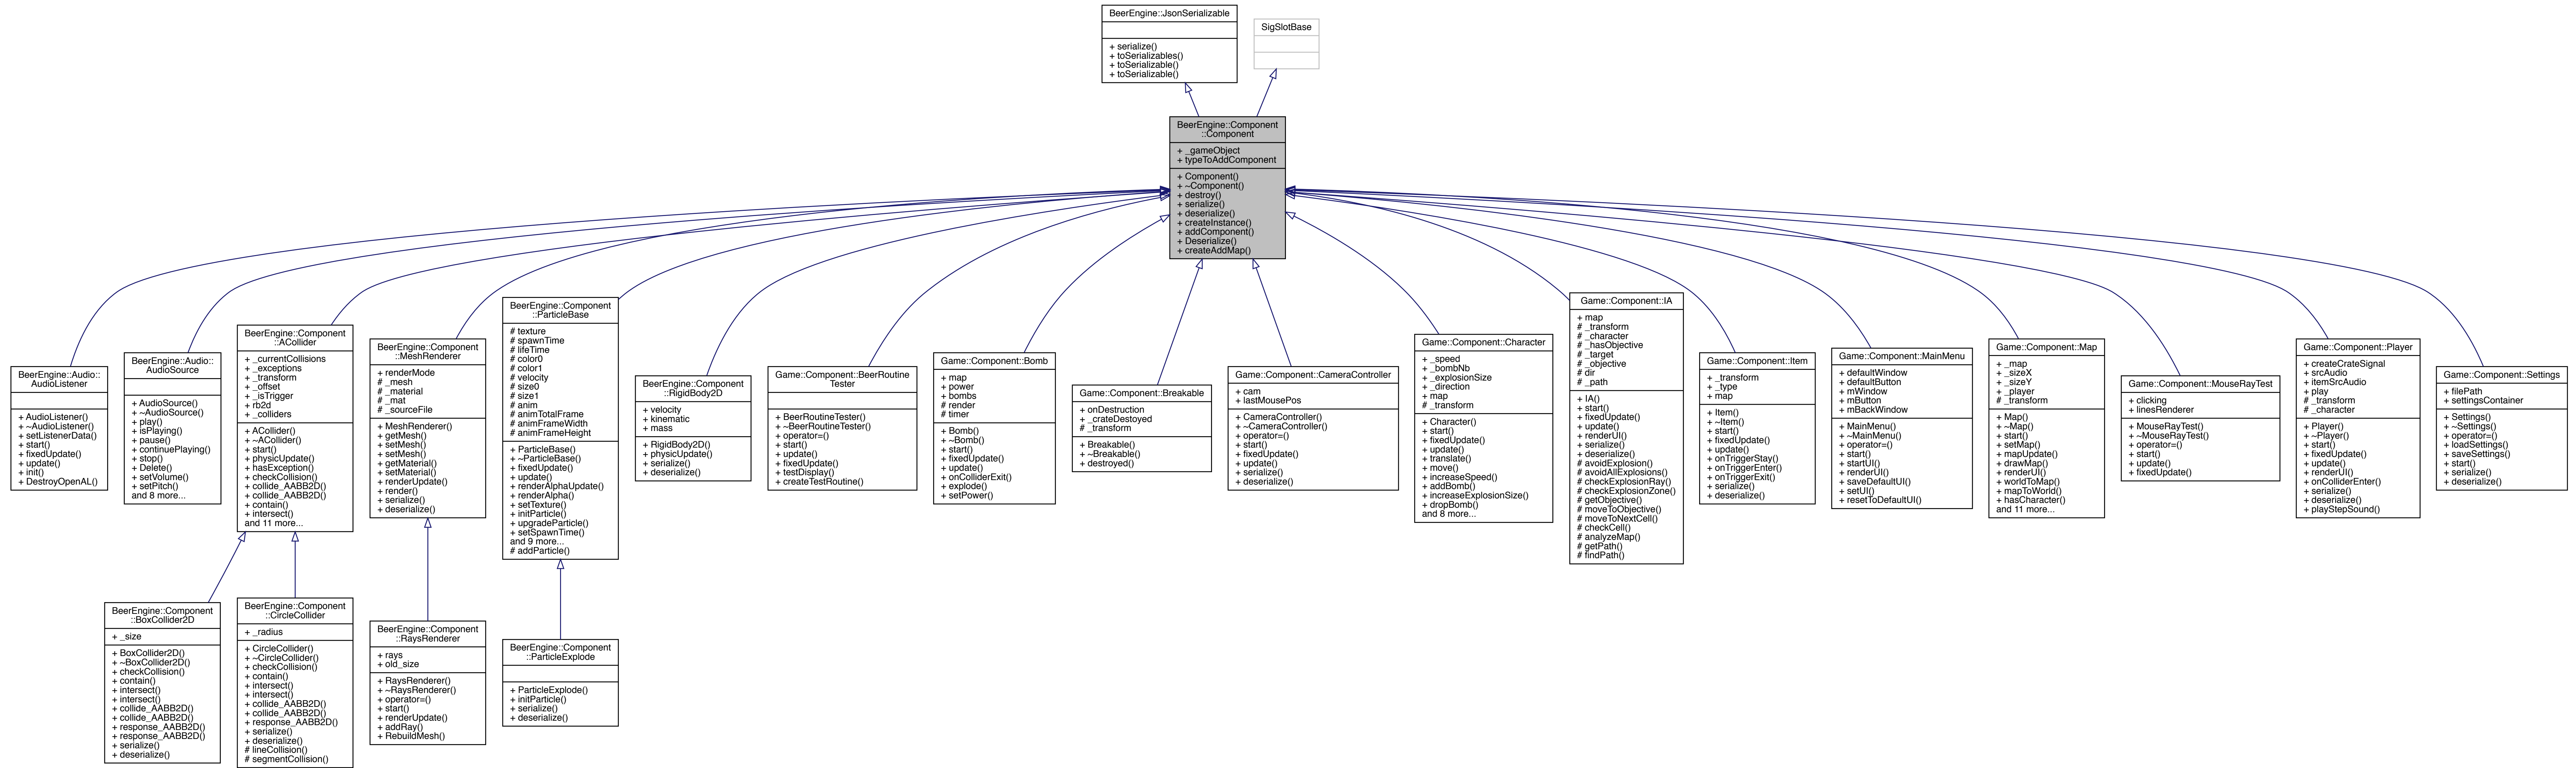 BeerEngine::JsonSerializable
+ serialize()
+ toSerializables()
+ toSerializable()
+ toSerializable()
SigSlotBase
BeerEngine::Component
::Component
+ _gameObject
+ typeToAddComponent
+ Component()
+ ~Component()
+ destroy()
+ serialize()
+ deserialize()
+ createInstance()
+ addComponent()
+ Deserialize()
+ createAddMap()
BeerEngine::Audio::
AudioListener
+ AudioListener()
+ ~AudioListener()
+ setListenerData()
+ start()
+ fixedUpdate()
+ update()
+ init()
+ DestroyOpenAL()
BeerEngine::Audio::
AudioSource
+ AudioSource()
+ ~AudioSource()
+ play()
+ isPlaying()
+ pause()
+ continuePlaying()
+ stop()
+ Delete()
+ setVolume()
+ setPitch()
and 8 more...
BeerEngine::Component
::ACollider
+ _currentCollisions
+ _exceptions
+ _transform
+ _offset
+ _isTrigger
+ rb2d
+ _colliders
+ ACollider()
+ ~ACollider()
+ start()
+ physicUpdate()
+ hasException()
+ checkCollision()
+ collide_AABB2D()
+ collide_AABB2D()
+ contain()
+ intersect()
and 11 more...
BeerEngine::Component
::MeshRenderer
+ renderMode
# _mesh
# _material
# _mat
# _sourceFile
+ MeshRenderer()
+ getMesh()
+ setMesh()
+ setMesh()
+ getMaterial()
+ setMaterial()
+ renderUpdate()
+ render()
+ serialize()
+ deserialize()
BeerEngine::Component
::ParticleBase
# texture
# spawnTime
# lifeTime
# color0
# color1
# velocity
# size0
# size1
# anim
# animTotalFrame
# animFrameWidth
# animFrameHeight
+ ParticleBase()
+ ~ParticleBase()
+ fixedUpdate()
+ update()
+ renderAlphaUpdate()
+ renderAlpha()
+ setTexture()
+ initParticle()
+ upgradeParticle()
+ setSpawnTime()
and 9 more...
# addParticle()
BeerEngine::Component
::RigidBody2D
+ velocity
+ kinematic
+ mass
+ RigidBody2D()
+ physicUpdate()
+ serialize()
+ deserialize()
Game::Component::BeerRoutine
Tester
+ BeerRoutineTester()
+ ~BeerRoutineTester()
+ operator=()
+ start()
+ update()
+ fixedUpdate()
+ testDisplay()
+ createTestRoutine()
Game::Component::Bomb
+ map
+ power
+ bombs
# render
# timer
+ Bomb()
+ ~Bomb()
+ start()
+ fixedUpdate()
+ update()
+ onColliderExit()
+ explode()
+ setPower()
Game::Component::Breakable
+ onDestruction
# _crateDestoyed
# _transform
+ Breakable()
+ ~Breakable()
+ destroyed()
Game::Component::CameraController
+ cam
+ lastMousePos
+ CameraController()
+ ~CameraController()
+ operator=()
+ start()
+ fixedUpdate()
+ update()
+ serialize()
+ deserialize()
Game::Component::Character
+ _speed
+ _bombNb
+ _explosionSize
+ _direction
+ map
# _transform
+ Character()
+ start()
+ fixedUpdate()
+ update()
+ translate()
+ move()
+ increaseSpeed()
+ addBomb()
+ increaseExplosionSize()
+ dropBomb()
and 8 more...
Game::Component::IA
+ map
# _transform
# _character
# _hasObjective
# _target
# _objective
# dir
# _path
+ IA()
+ start()
+ fixedUpdate()
+ update()
+ renderUI()
+ serialize()
+ deserialize()
# avoidExplosion()
# avoidAllExplosions()
# checkExplosionRay()
# checkExplosionZone()
# getObjective()
# moveToObjective()
# moveToNextCell()
# checkCell()
# analyzeMap()
# getPath()
# findPath()
Game::Component::Item
+ _transform
+ _type
+ map
+ Item()
+ ~Item()
+ start()
+ fixedUpdate()
+ update()
+ onTriggerStay()
+ onTriggerEnter()
+ onTriggerExit()
+ serialize()
+ deserialize()
Game::Component::MainMenu
+ defaultWindow
+ defaultButton
+ mWindow
+ mButton
+ mBackWindow
+ MainMenu()
+ ~MainMenu()
+ operator=()
+ start()
+ startUI()
+ renderUI()
+ saveDefaultUI()
+ setUI()
+ resetToDefaultUI()
Game::Component::Map
+ _map
+ _sizeX
+ _sizeY
+ _player
# _transform
+ Map()
+ ~Map()
+ start()
+ setMap()
+ mapUpdate()
+ drawMap()
+ renderUI()
+ worldToMap()
+ mapToWorld()
+ hasCharacter()
and 11 more...
Game::Component::MouseRayTest
+ clicking
+ linesRenderer
+ MouseRayTest()
+ ~MouseRayTest()
+ operator=()
+ start()
+ update()
+ fixedUpdate()
Game::Component::Player
+ createCrateSignal
+ srcAudio
+ itemSrcAudio
+ play
# _transform
# _character
+ Player()
+ ~Player()
+ start()
+ fixedUpdate()
+ update()
+ renderUI()
+ onColliderEnter()
+ serialize()
+ deserialize()
+ playStepSound()
Game::Component::Settings
+ filePath
+ settingsContainer
+ Settings()
+ ~Settings()
+ operator=()
+ loadSettings()
+ saveSettings()
+ start()
+ serialize()
+ deserialize()
BeerEngine::Component
::BoxCollider2D
+ _size
+ BoxCollider2D()
+ ~BoxCollider2D()
+ checkCollision()
+ contain()
+ intersect()
+ intersect()
+ collide_AABB2D()
+ collide_AABB2D()
+ response_AABB2D()
+ response_AABB2D()
+ serialize()
+ deserialize()
BeerEngine::Component
::CircleCollider
+ _radius
+ CircleCollider()
+ ~CircleCollider()
+ checkCollision()
+ contain()
+ intersect()
+ intersect()
+ collide_AABB2D()
+ collide_AABB2D()
+ response_AABB2D()
+ serialize()
+ deserialize()
# lineCollision()
# segmentCollision()
BeerEngine::Component
::RaysRenderer
+ rays
+ old_size
+ RaysRenderer()
+ ~RaysRenderer()
+ operator=()
+ start()
+ renderUpdate()
+ addRay()
+ RebuildMesh()
BeerEngine::Component
::ParticleExplode
+ ParticleExplode()
+ initParticle()
+ serialize()
+ deserialize()